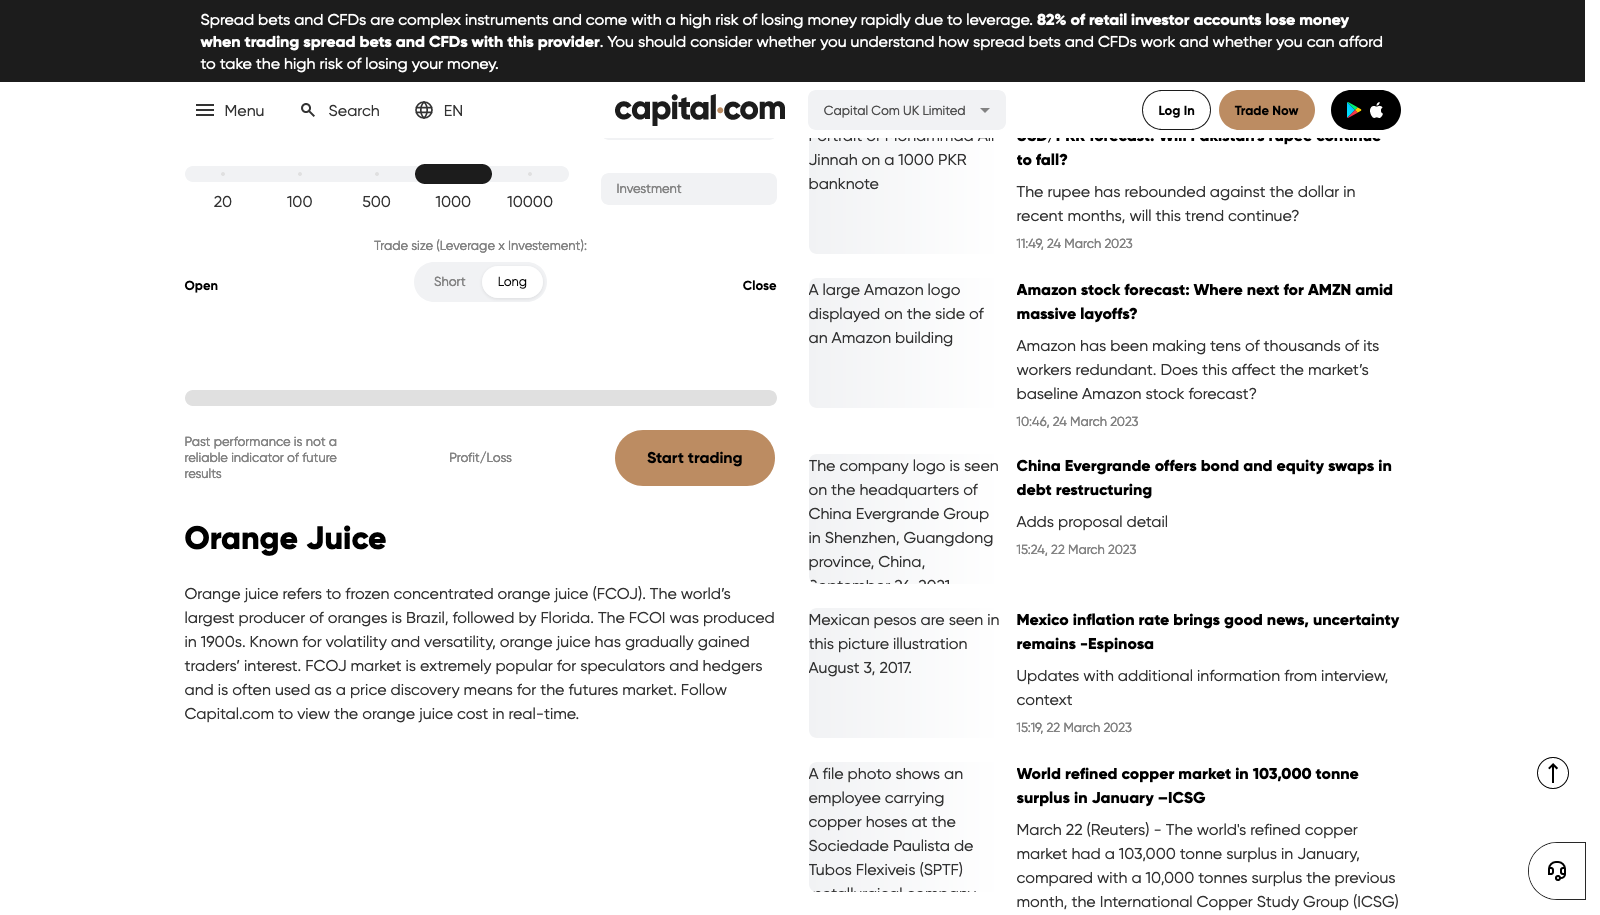 Spread bets and CFDs are complex instruments and come with a high risk of losing money rapidly due to leverage. 82% of retail investor accounts lose money
when trading spread bets and CFDs with this provider. You should consider whether you understand how spread bets and CFDs work and whether you can afford
to take the high risk of losing your money.
Menu
Search
EN
capital.com
Capital Com UK Limited
Log In
Trade Now
20
100
500
1000
10000
Investment
Trade size (Leverage x Investement):
Open
Short
Long
Close
Past performance is not a
reliable indicator of future
results
Profit/Loss
Start trading
Orange Juice
Orange juice refers to frozen concentrated orange juice (FCOJ). The world’s
largest producer of oranges is Brazil, followed by Florida. The FCOI was produced
in 1900s. Known for volatility and versatility, orange juice has gradually gained
traders’ interest. FCOJ market is extremely popular for speculators and hedgers
and is often used as a price discovery means for the futures market. Follow
Capital.com to view the orange juice cost in real-time.
Portrait of Mohammad Ali
Jinnah on a 1000 PKR
banknote
USD/PKR forecast: Will Pakistan's rupee continue
to fall?
The rupee has rebounded against the dollar in
recent months, will this trend continue?
11:49, 24 March 2023
A large Amazon logo
displayed on the side of
an Amazon building
Amazon stock forecast: Where next for AMZN amid
massive layoffs?
Amazon has been making tens of thousands of its
workers redundant. Does this affect the market’s
baseline Amazon stock forecast?
10:46, 24 March 2023
The company logo is seen
on the headquarters of
China Evergrande Group
in Shenzhen, Guangdong
province, China,
September 26, 2021.
China Evergrande offers bond and equity swaps in
debt restructuring
Adds proposal detail
15:24, 22 March 2023
Mexican pesos are seen in
this picture illustration
August 3, 2017.
Mexico inflation rate brings good news, uncertainty
remains -Espinosa
Updates with additional information from interview,
context
15:19, 22 March 2023
A file photo shows an
employee carrying
copper hoses at the
Sociedade Paulista de
Tubos Flexiveis (SPTF)
metallurgical company
World refined copper market in 103,000 tonne
surplus in January –ICSG
March 22 (Reuters) - The world's refined copper
market had a 103,000 tonne surplus in January,
compared with a 10,000 tonnes surplus the previous
month, the International Copper Study Group (ICSG)